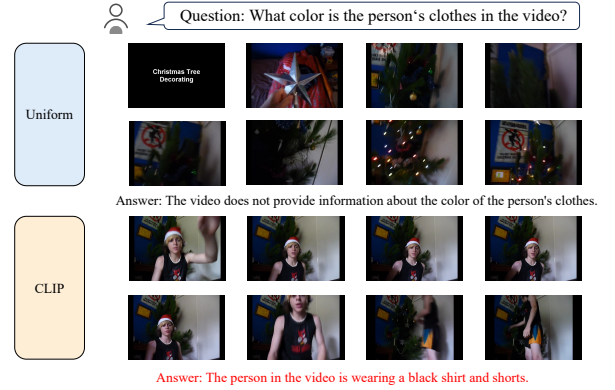 Question: What color is the person's clothes in the video?
Uniform
Christmas Tree
Decorating
Answer: The video does not provide information about the color of the person's clothes.
CLIP
Answer: The person in the video is wearing a black shirt and shorts.